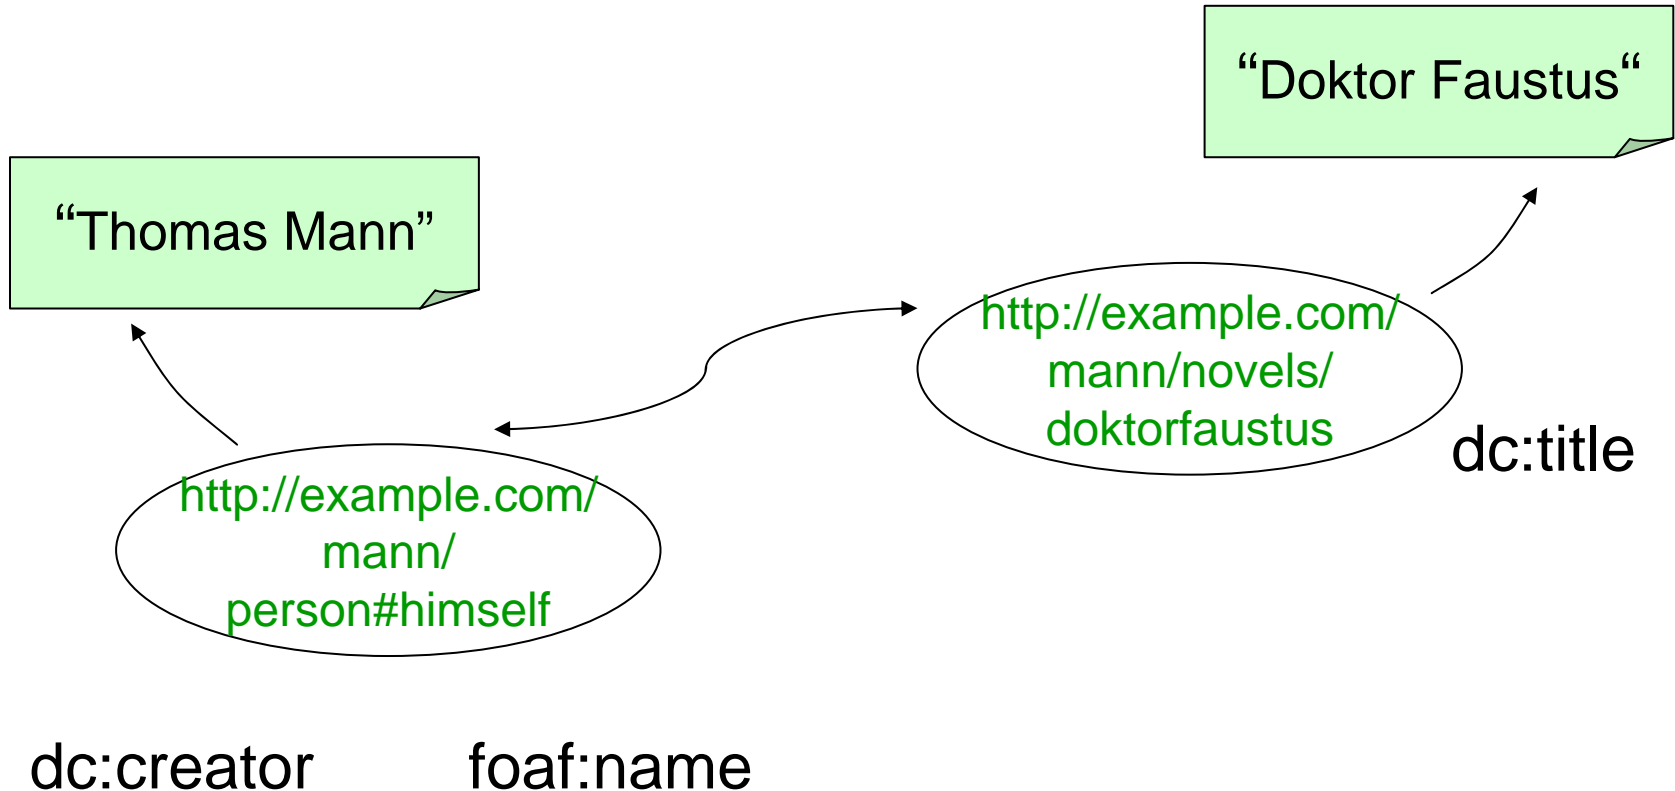 “Doktor Faustus“
“Thomas Mann”
http://example.com/
mann/novels/
doktorfaustus
dc:title
http://example.com/
mann/
person#himself
dc:creator
foaf:name